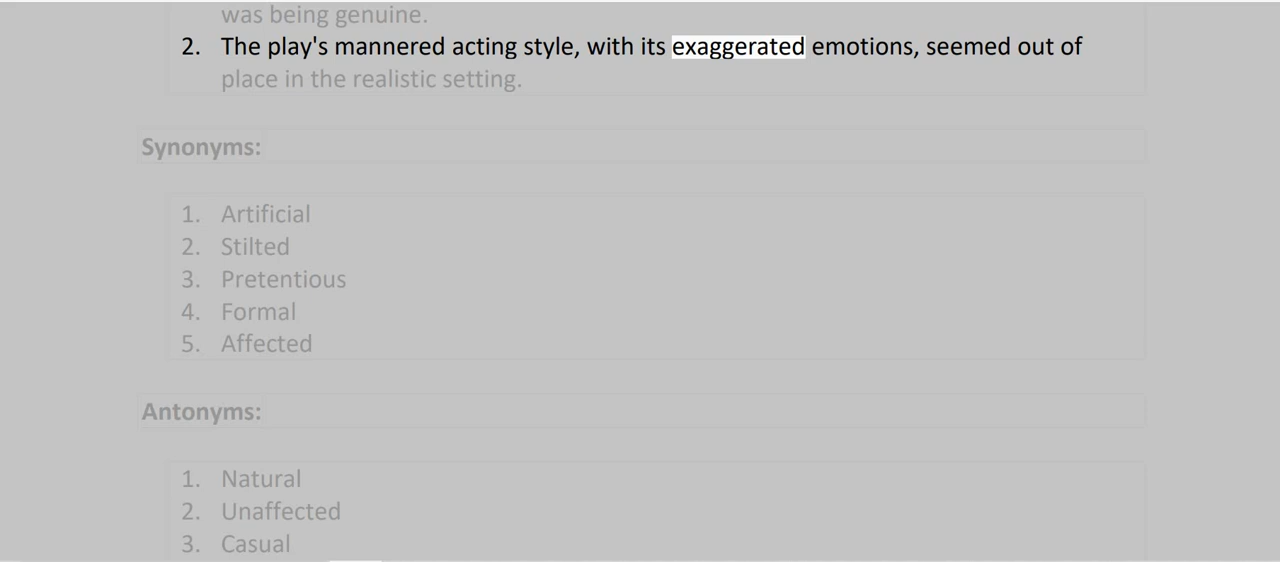 was being genuine.
2. The play's mannered acting style, with its exaggerated emotions, seemed out of
place in the realistic setting.
Synonyms:
1. Artificial
2. Stilted
3. Pretentious
4. Formal
5. Affected
Antonyms:
1. Natural
2. Unaffected
3. Casual